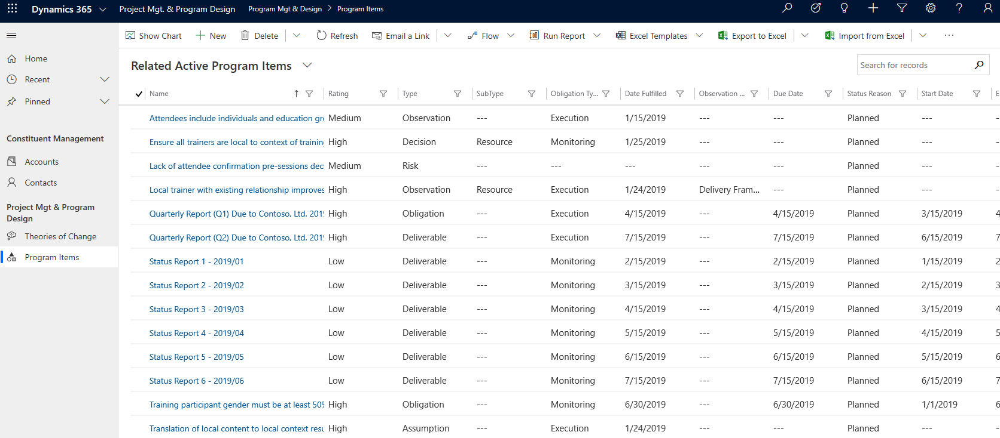 Dynamics 365 Project Mgt. & Program Design Program Mgt & Design > Program Items
Show Chart New Delete Refresh Email a Link Flow Run Report Excel Templates Export to Excel Import from Excel ...
Home
Recent
Pinned
Constituent Management
Accounts
Contacts
Project Mgt & Program
Design
Theories of Change
Program Items
Related Active Program Items
Search for records
Name Rating Type SubType Obligation Ty... Date Fulfilled Observation ... Due Date Status Reason Start Date E
Attendees include individuals and education gr Medium Observation --- Execution 1/15/2019 --- --- Planned --- -
Ensure all trainers are local to context of training High Decision Resource Monitoring 1/25/2019 --- --- Planned --- -
Lack of attendee confirmation pre-sessions dec Medium Risk --- --- --- --- --- Planned --- -
Local trainer with existing relationship improves High Observation Resource Execution 1/24/2019 Delivery Fram... --- Planned --- -
Quarterly Report (Q1) Due to Contoso, Ltd. 2019 High Obligation --- Execution 4/15/2019 --- 4/15/2019 Planned 3/15/2019 4
Quarterly Report (Q2) Due to Contoso, Ltd. 2019 High Deliverable --- Execution 7/15/2019 --- 7/15/2019 Planned 6/15/2019 7
Status Report 1 - 2019/01 Low Deliverable --- Monitoring 2/15/2019 --- 2/15/2019 Planned 1/15/2019 2
Status Report 2 - 2019/02 Low Deliverable --- Monitoring 3/15/2019 --- 3/15/2019 Planned 2/15/2019 3
Status Report 3 - 2019/03 Low Deliverable --- Monitoring 4/15/2019 --- 4/15/2019 Planned 3/15/2019 4
Status Report 4 - 2019/04 Low Deliverable --- Monitoring 5/15/2019 --- 5/15/2019 Planned 4/15/2019 5
Status Report 5 - 2019/05 Low Deliverable --- Monitoring 6/15/2019 --- 6/15/2019 Planned 5/15/2019 6
Status Report 6 - 2019/06 Low Deliverable --- Monitoring 7/15/2019 --- 7/15/2019 Planned 6/15/2019 7
Training participant gender must be at least 50% High Obligation --- Monitoring 6/30/2019 --- 6/30/2019 Planned 1/1/2019 6
Translation of local content to local context resu High Assumption --- Execution 1/24/2019 --- --- Planned --- -